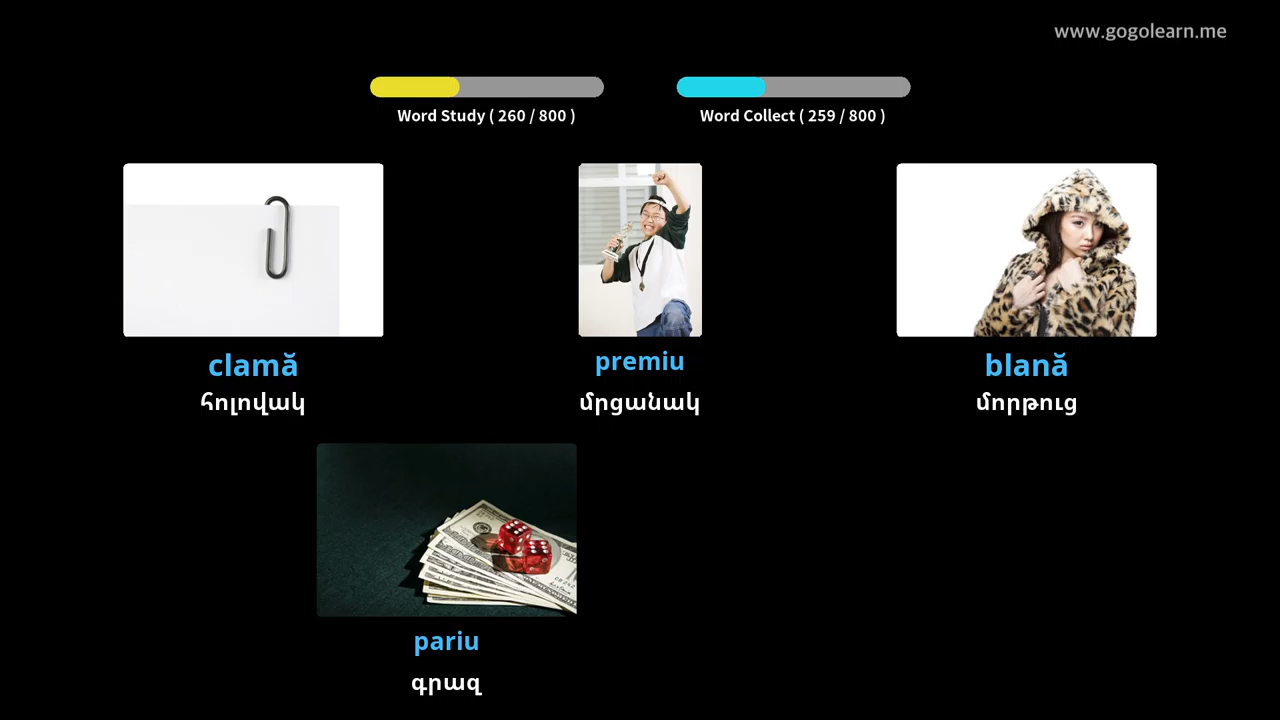 www.gogolearn.me
Word Study ( 260 / 800 )
Word Collect ( 259 / 800 )
clamă
premiu
blană
հոլովակ
մրցանակ
մորթուց
pariu
գրազ